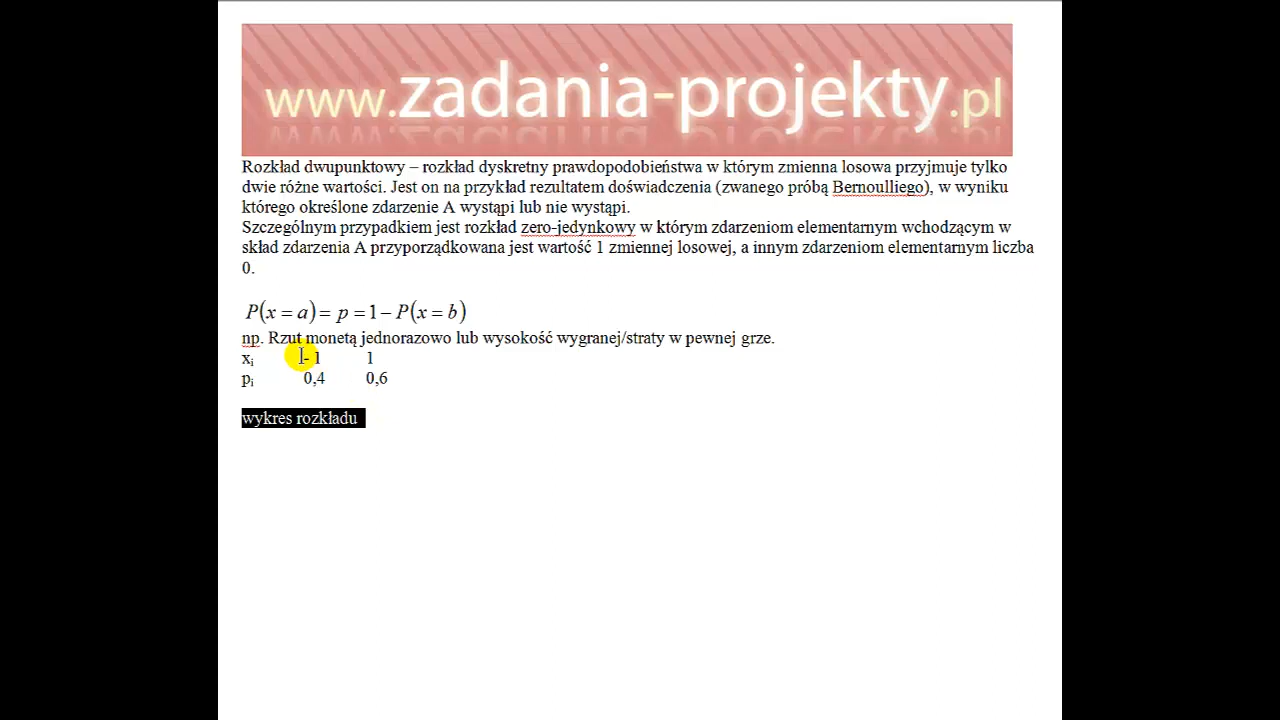 www.zadania-projekty.pl
Rozkład dwupunktowy – rozkład dyskretny prawdopodobieństwa w którym zmienna losowa przyjmuje tylko
dwie różne wartości. Jest on na przykład rezultatem doświadczenia (zwanego próbą Bernoulliego), w wyniku
którego określone zdarzenie A wystąpi lub nie wystąpi.
Szczególnym przypadkiem jest rozkład zero-jedynkowy w którym zdarzeniom elementarnym wchodzącym w
skład zdarzenia A przyporządkowana jest wartość 1 zmiennej losowej, a innym zdarzeniom elementarnym liczba
0.
P(x = a) = p = 1 − P(x = b)
np. Rzut monetą jednorazowo lub wysokość wygranej/straty w pewnej grze.
xi - 1 1
pi 0,4 0,6
wykres rozkładu